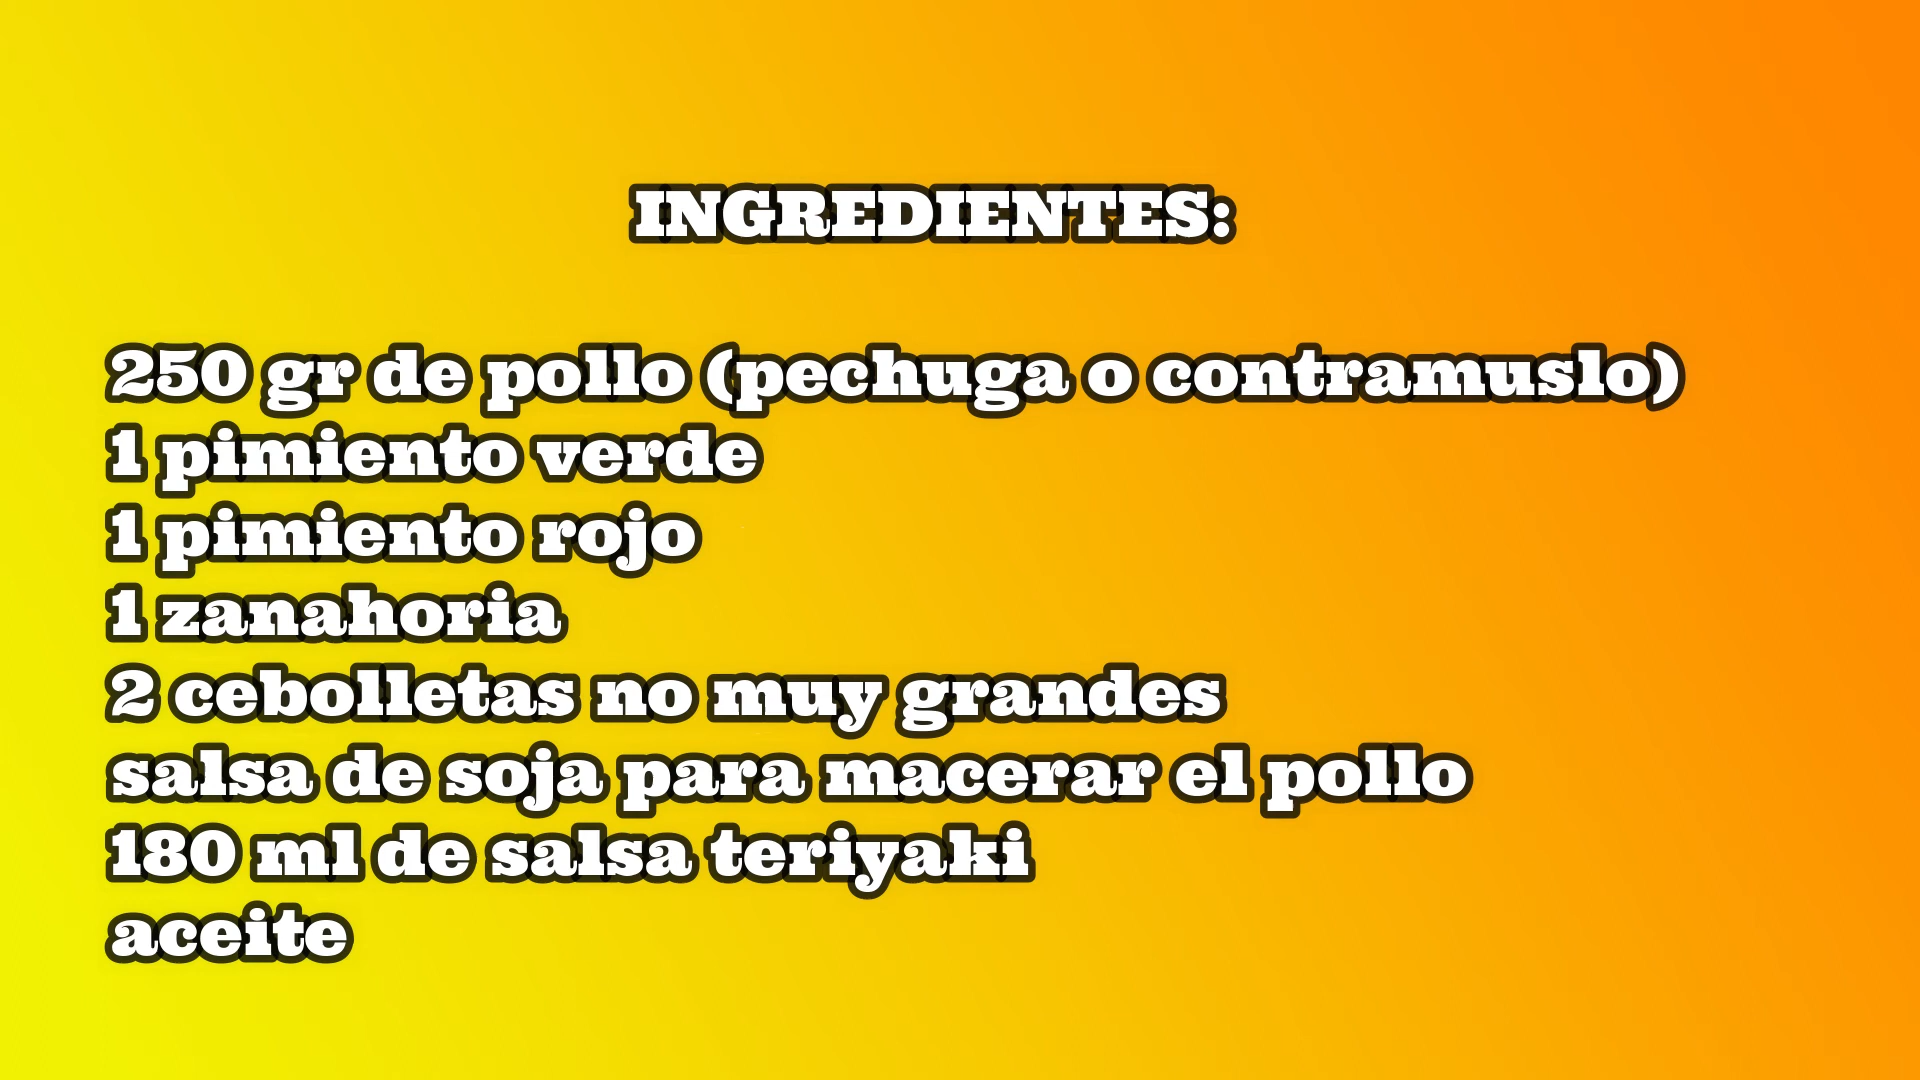 INGREDIENTES:
250 gr de pollo (pechuga o contramuslo)
1 pimiento verde
1 pimiento rojo
1 zanahoria
2 cebolletas no muy grandes
salsa de soja para macerar el pollo
180 ml de salsa teriyaki
aceite